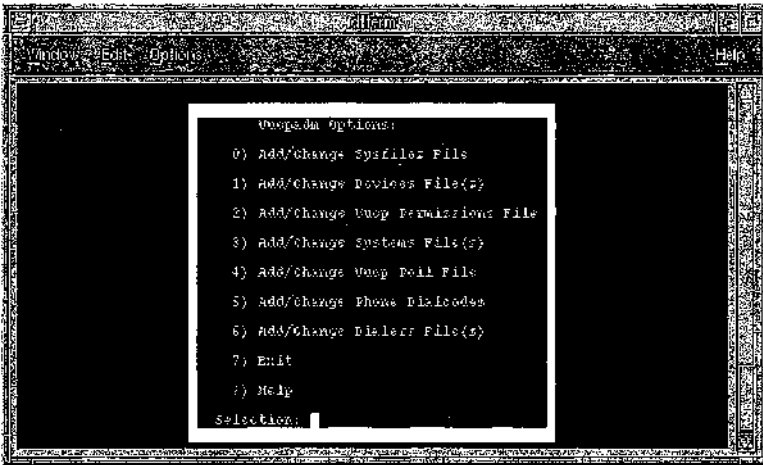 dtterm
Window Edit Options Help
Uucpadm Options:
0) Add/Change Sysfiles File
1) Add/Change Devices File(s)
2) Add/Change Uucp Permissions File
3) Add/Change Systems File(s)
4) Add/Change Uucp Poll File
5) Add/Change Phone Dialcodes
6) Add/Change Dialers File(s)
7) Exit
?) Help
Selection: